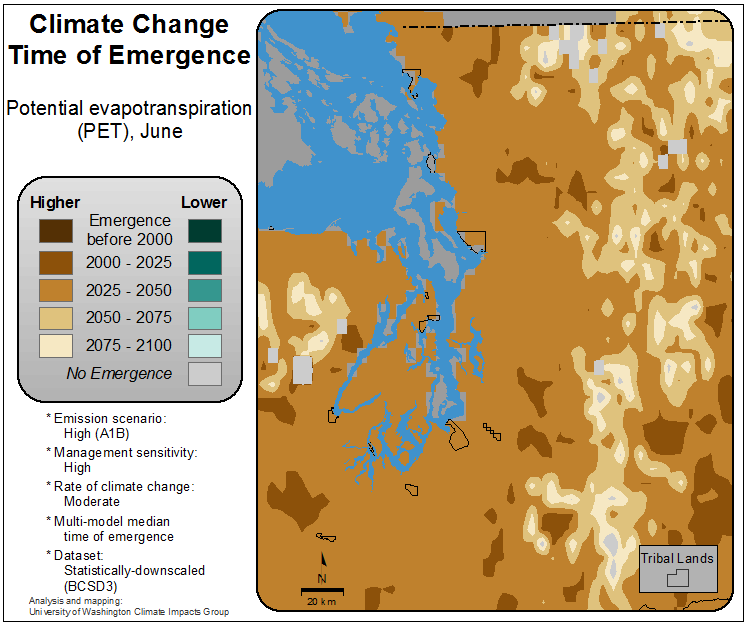 Climate Change
Time of Emergence
Potential evapotranspiration
(PET), June
Higher Lower
Emergence
before 2000
2000 - 2025
2025 - 2050
2050 - 2075
2075 - 2100
No Emergence
* Emission scenario:
High (A1B)
* Management sensitivity:
High
* Rate of climate change:
Moderate
* Multi-model median
time of emergence
* Dataset:
Statistically-downscaled
(BCSD3)
Analysis and mapping:
University of Washington Climate Impacts Group
N
20 km
Tribal Lands